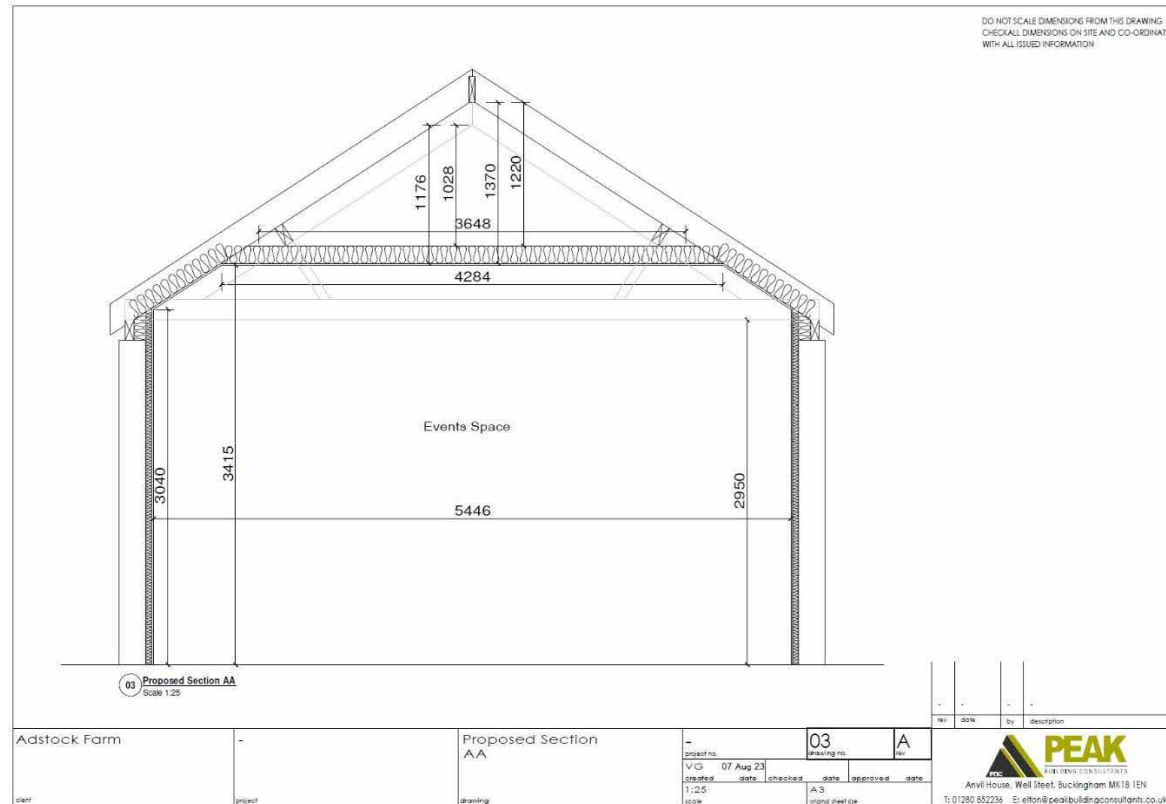 DO NOT SCALE DIMENSIONS FROM THIS DRAWING
CHECKALL DIMENSIONS ON SITE AND CO-ORDINAT
WITH ALL ISSUED INFORMATION
1176
1028
1370
1220
3648
4284
Events Space
3040
3415
2950
5446
03 Proposed Section AA
Scale 1:25
- - - -
rev date by description
Adstock Farm
client
-
project
Proposed Section
AA
drawing
-
project no.
03
drawing no.
A
rev
VG 07 Aug 23
created date checked date approved date
1:25
scale
A3
original sheet size
PBC
PEAK
BUILDING CONSULTANTS
Anvil House, Well Street, Buckingham MK18 1EN
T: 01280 852236 E: elton@peakbuildingconsultants.co.uk